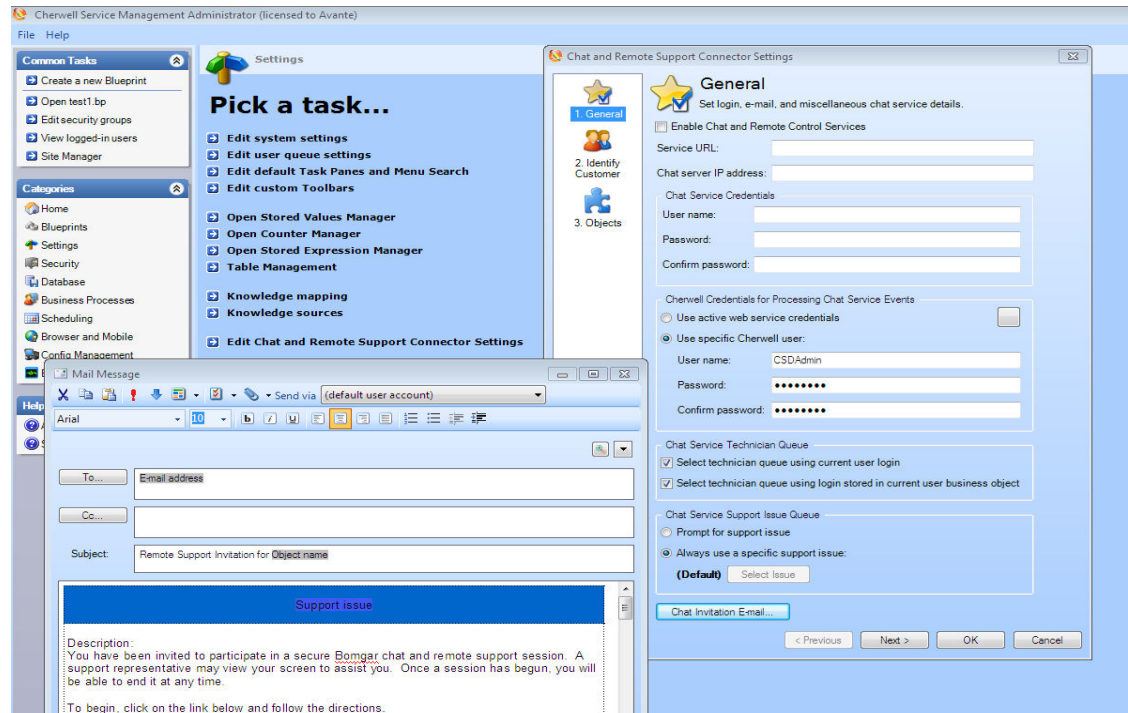 Cherwell Service Management Administrator (licensed to Avante)
File Help
Common Tasks
Create a new Blueprint
Open test1.bp
Edit security groups
View logged-in users
Site Manager
Categories
Home
Blueprints
Settings
Security
Database
Business Processes
Scheduling
Browser and Mobile
Config Management
Help
Settings
Pick a task...
Edit system settings
Edit user queue settings
Edit default Task Panes and Menu Search
Edit custom Toolbars
Open Stored Values Manager
Open Counter Manager
Open Stored Expression Manager
Table Management
Knowledge mapping
Knowledge sources
Edit Chat and Remote Support Connector Settings
Chat and Remote Support Connector Settings
1. General
2. Identify
Customer
3. Objects
General
Set login, e-mail, and miscellaneous chat service details.
Enable Chat and Remote Control Services
Service URL:
Chat server IP address:
Chat Service Credentials
User name:
Password:
Confirm password:
Cherwell Credentials for Processing Chat Service Events
Use active web service credentials
Use specific Cherwell user:
User name: CSDAdmin
Password: ••••••••
Confirm password: ••••••••
Chat Service Technician Queue
Select technician queue using current user login
Select technician queue using login stored in current user business object
Chat Service Support Issue Queue
Prompt for support issue
Always use a specific support issue:
(Default) Select Issue
Chat Invitation E-mail...
< Previous Next > OK Cancel
Mail Message
Send via (default user account)
Arial 10 b i u
To... E-mail address
Cc...
Subject: Remote Support Invitation for Object name
Support issue
Description:
You have been invited to participate in a secure Bomgar chat and remote support session. A
support representative may view your screen to assist you. Once a session has begun, you will
be able to end it at any time.
To begin, click on the link below and follow the directions.